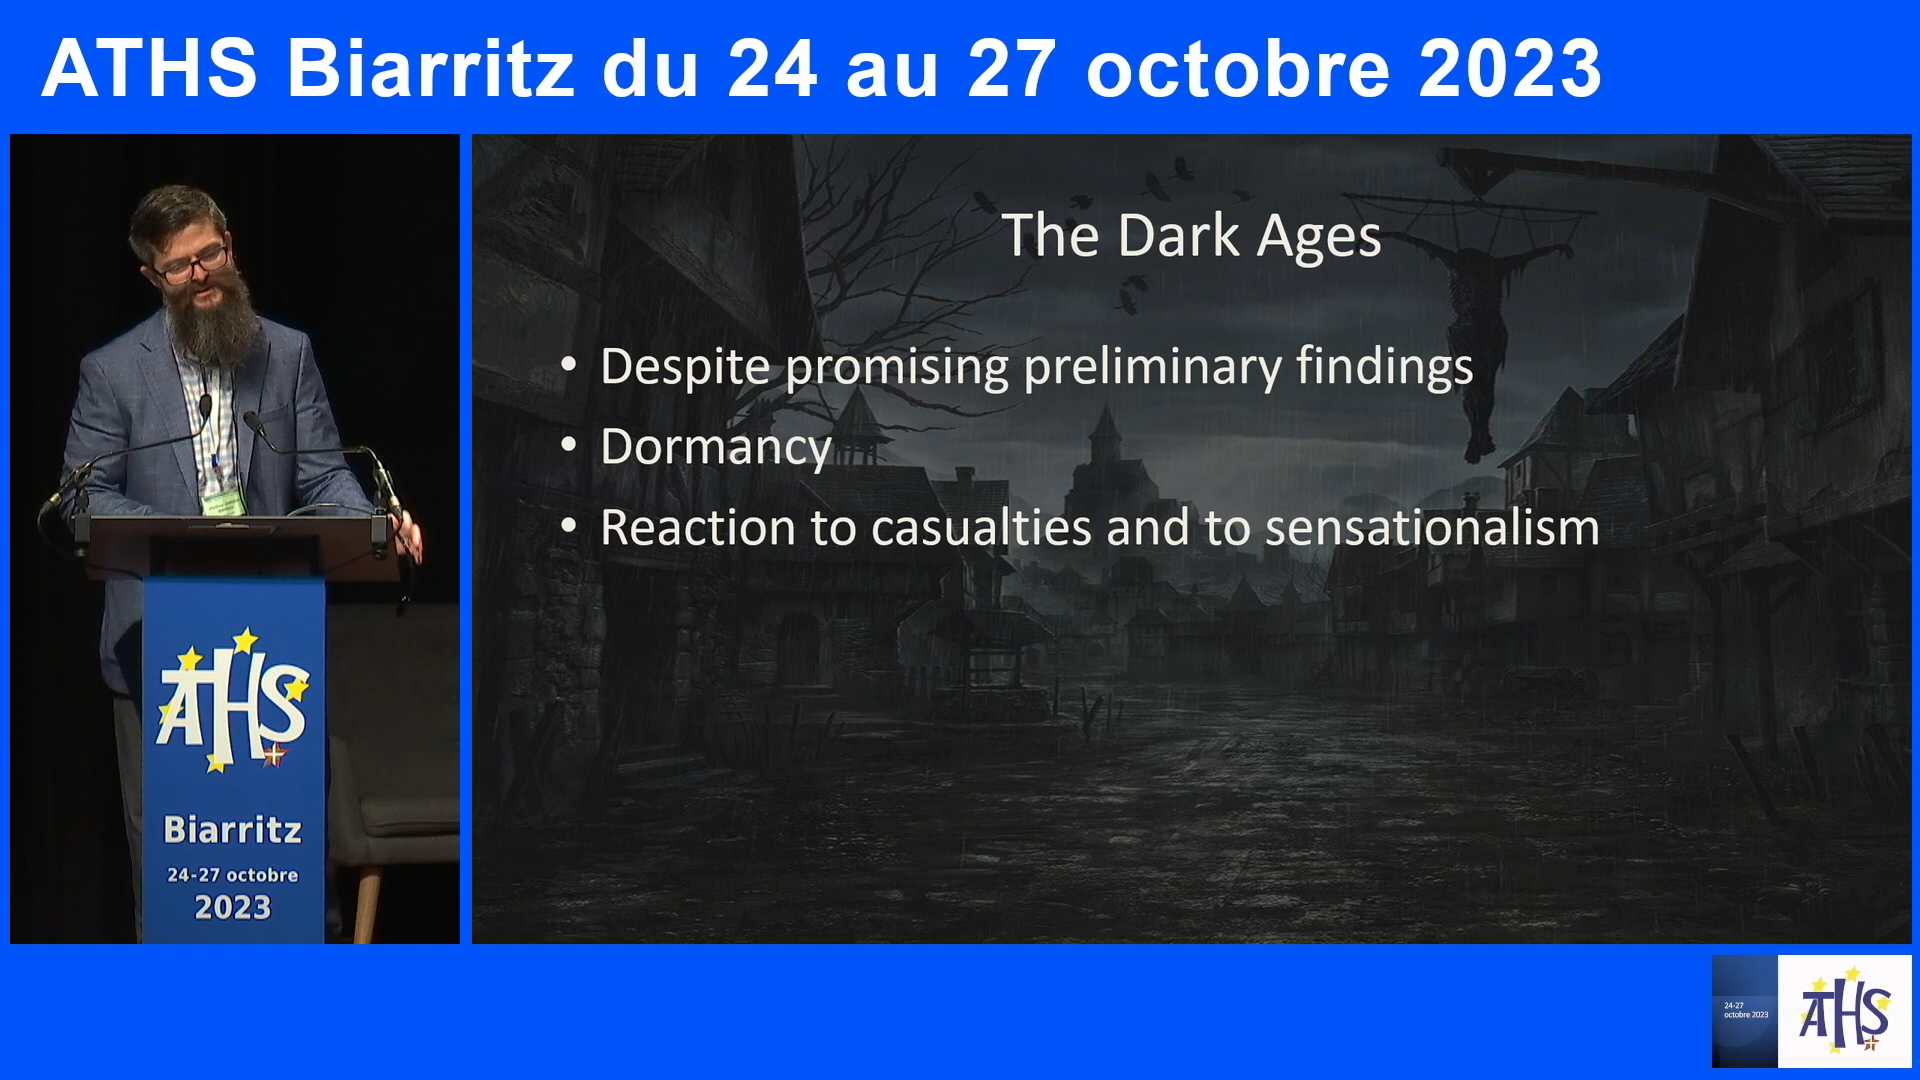 ATHS Biarritz du 24 au 27 octobre 2023
The Dark Ages
• Despite promising preliminary findings
• Dormancy
• Reaction to casualties and to sensationalism
ATHS
Biarritz
24-27 octobre
2023
24-27
octobre 2023
ATHS